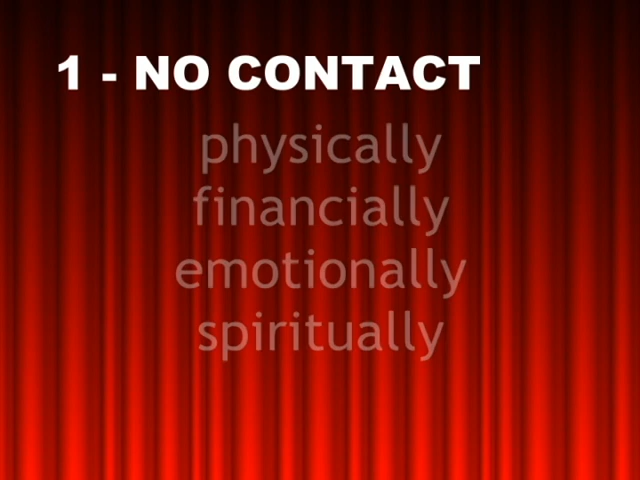 1 - NO CONTACT
physically
financially
emotionally
spiritually